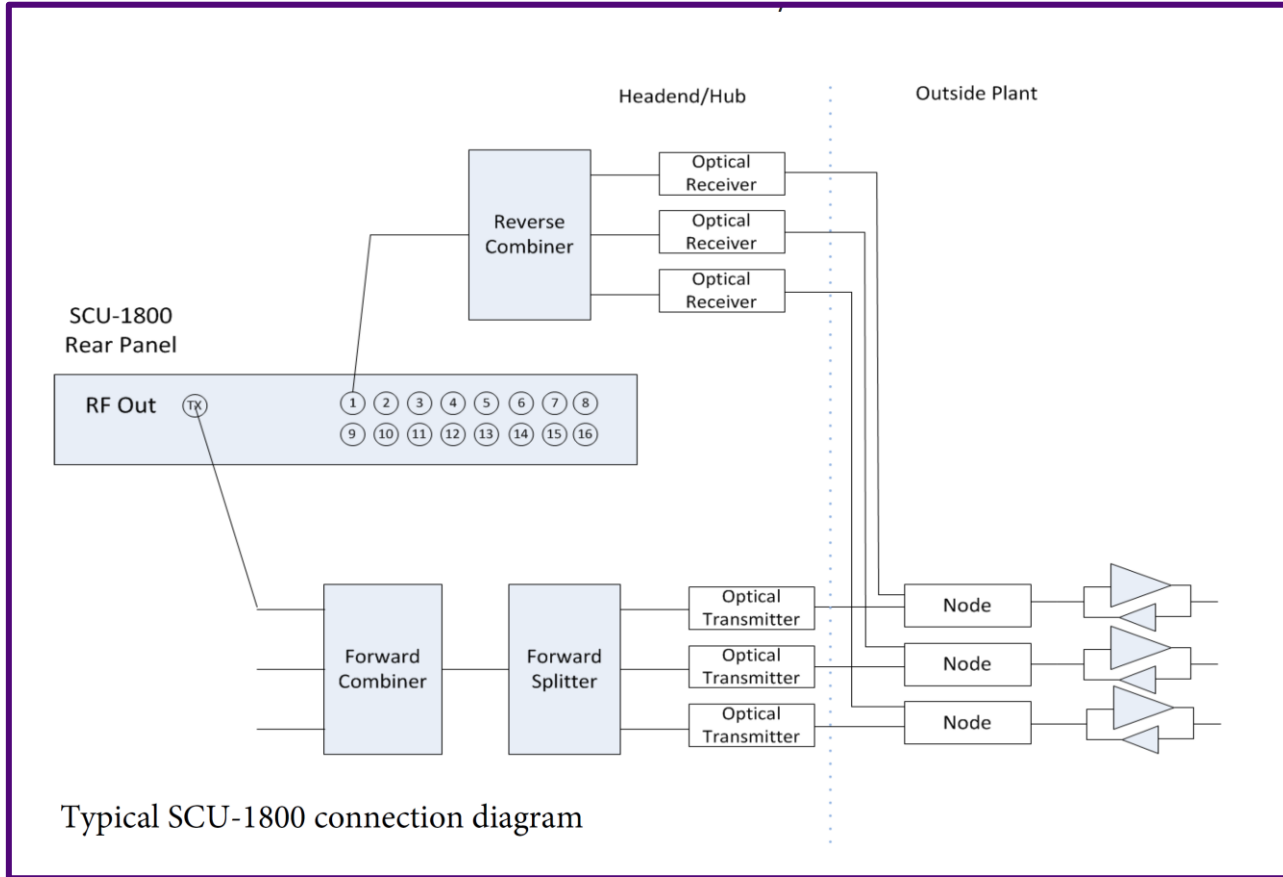 Headend/Hub
Outside Plant
Optical
Receiver
Optical
Receiver
Optical
Receiver
Reverse
Combiner
SCU-1800
Rear Panel
RF Out TX 1 2 3 4 5 6 7 8
9 10 11 12 13 14 15 16
Forward
Combiner
Forward
Splitter
Optical
Transmitter
Optical
Transmitter
Optical
Transmitter
Node
Node
Node
Typical SCU-1800 connection diagram